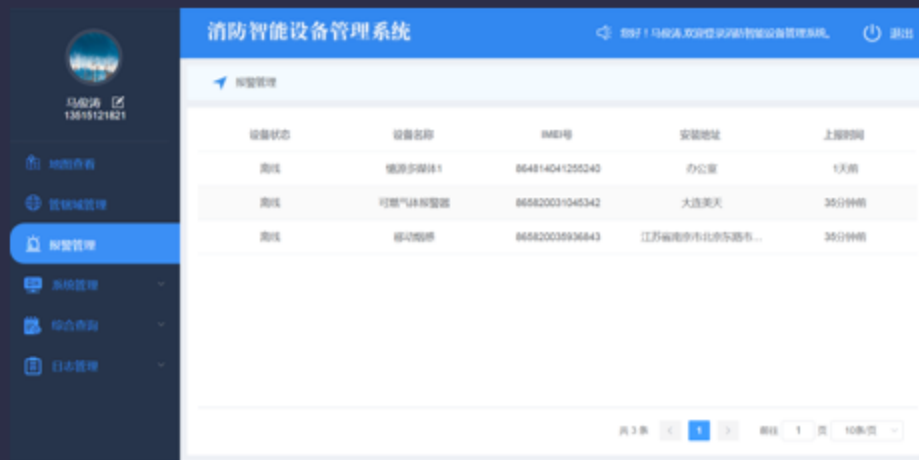 消防智能设备管理系统
您好！马俊涛,欢迎登录消防智能设备管理系统。
退出
马俊涛
13515121821
报警管理
地图查看
管辖域管理
报警管理
系统管理
综合查询
日志管理
设备状态 设备名称 IMEI号 安装地址 上报时间
离线 864814041255240 办公室 1天前
离线 可燃气体报警器 865820031045342 大连美天 35分钟前
离线 移动烟感 865820035936843 江苏省南京市北京东路市... 35分钟前
共 3 条 1 前往 1 页 10条/页